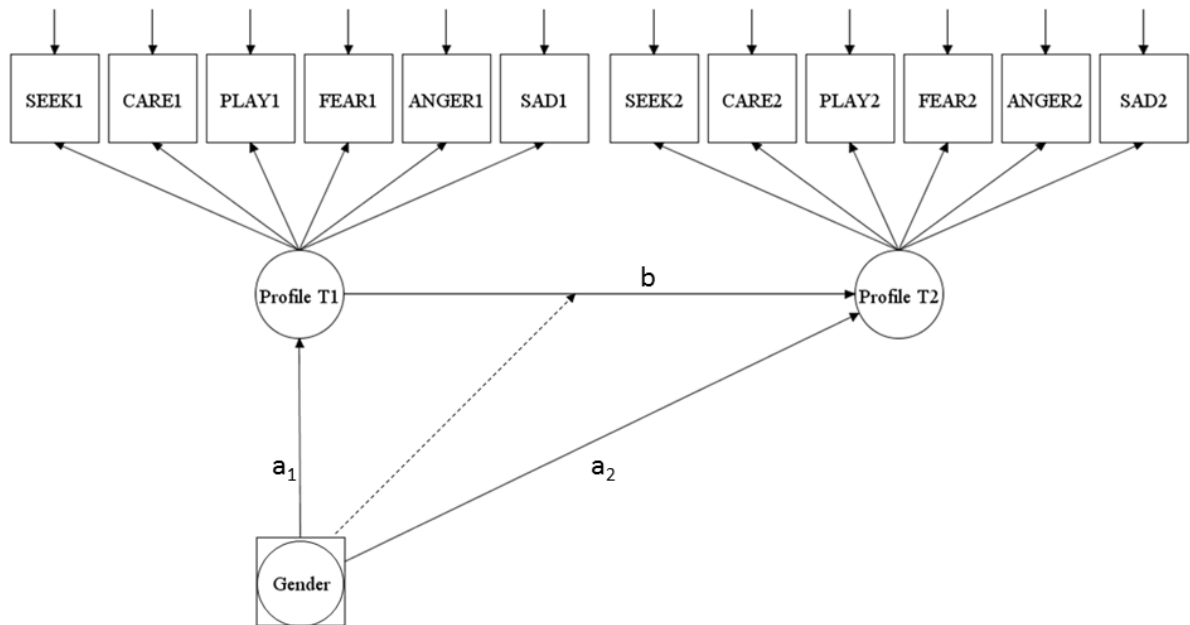 SEEK1 CARE1 PLAY1 FEAR1 ANGER1 SAD1 SEEK2 CARE2 PLAY2 FEAR2 ANGER2 SAD2
b
Profile T1 Profile T2
a₁ a₂
Gender